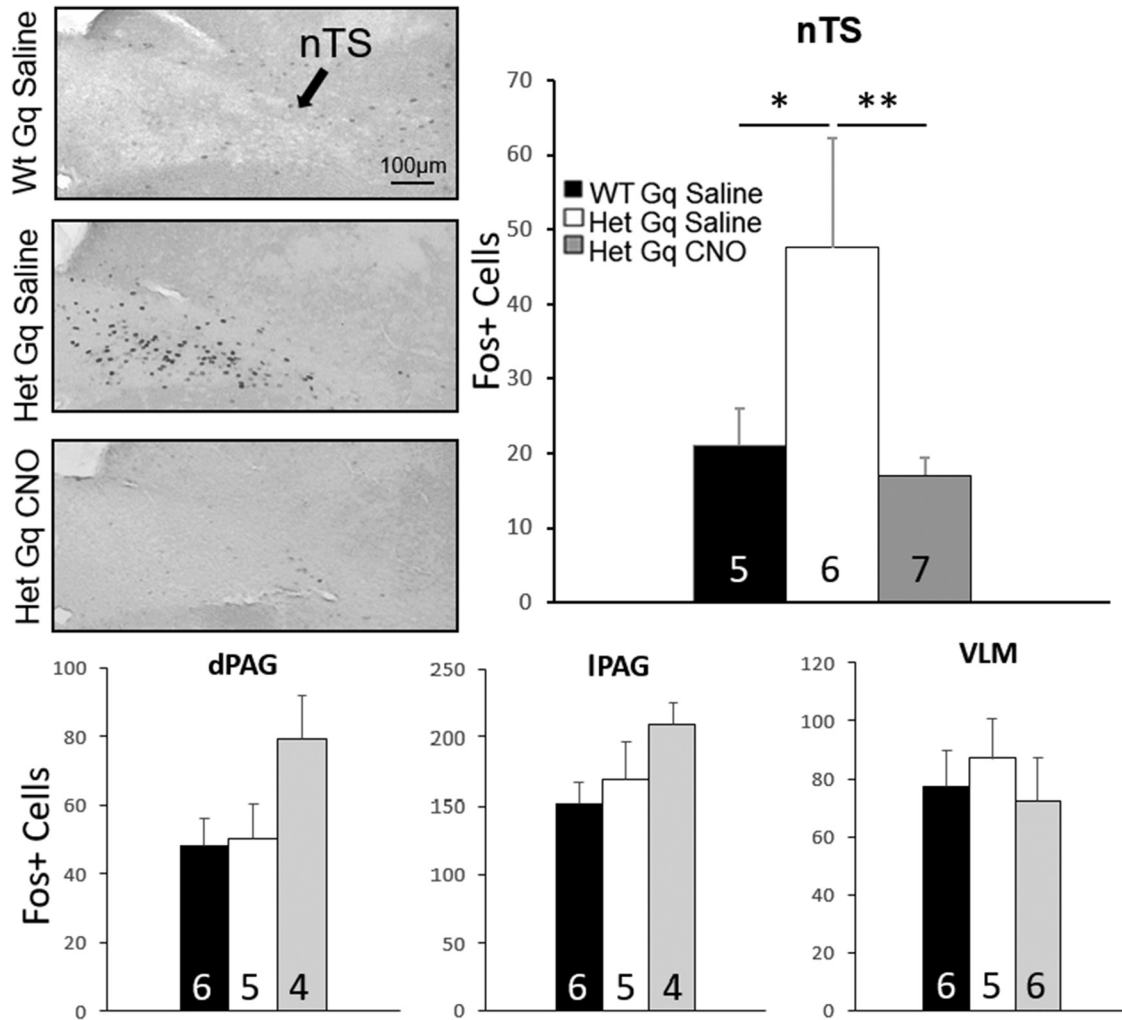 Wt Gq Saline
nTS
100µm
Het Gq Saline
Het Gq CNO
nTS
Fos+ Cells
70
60
50
40
30
20
10
0
* **
WT Gq Saline
Het Gq Saline
Het Gq CNO
5 6 7
dPAG
Fos+ Cells
100
80
60
40
20
0
6 5 4
lPAG
250
200
150
100
50
0
6 5 4
VLM
120
100
80
60
40
20
0
6 5 6